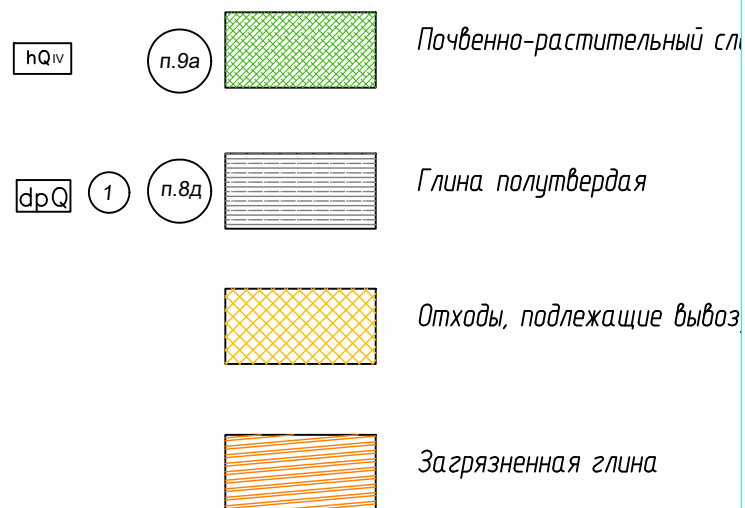 hQIV п.9а Почвенно-растительный
dpQ 1 п.8д Глина полутвердая
Отходы, подлежащие
Загрязненная глина